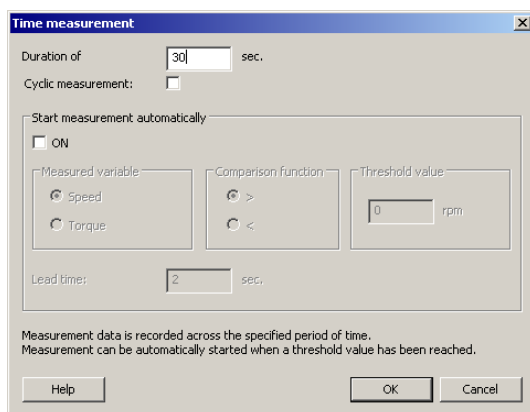 Time measurement
Duration of 30 sec.
Cyclic measurement:
Start measurement automatically
ON
Measured variable Comparison function Threshold value
Speed > 0 rpm
Torque <
Lead time: 2 sec.
Measurement data is recorded across the specified period of time.
Measurement can be automatically started when a threshold value has been reached.
Help OK Cancel